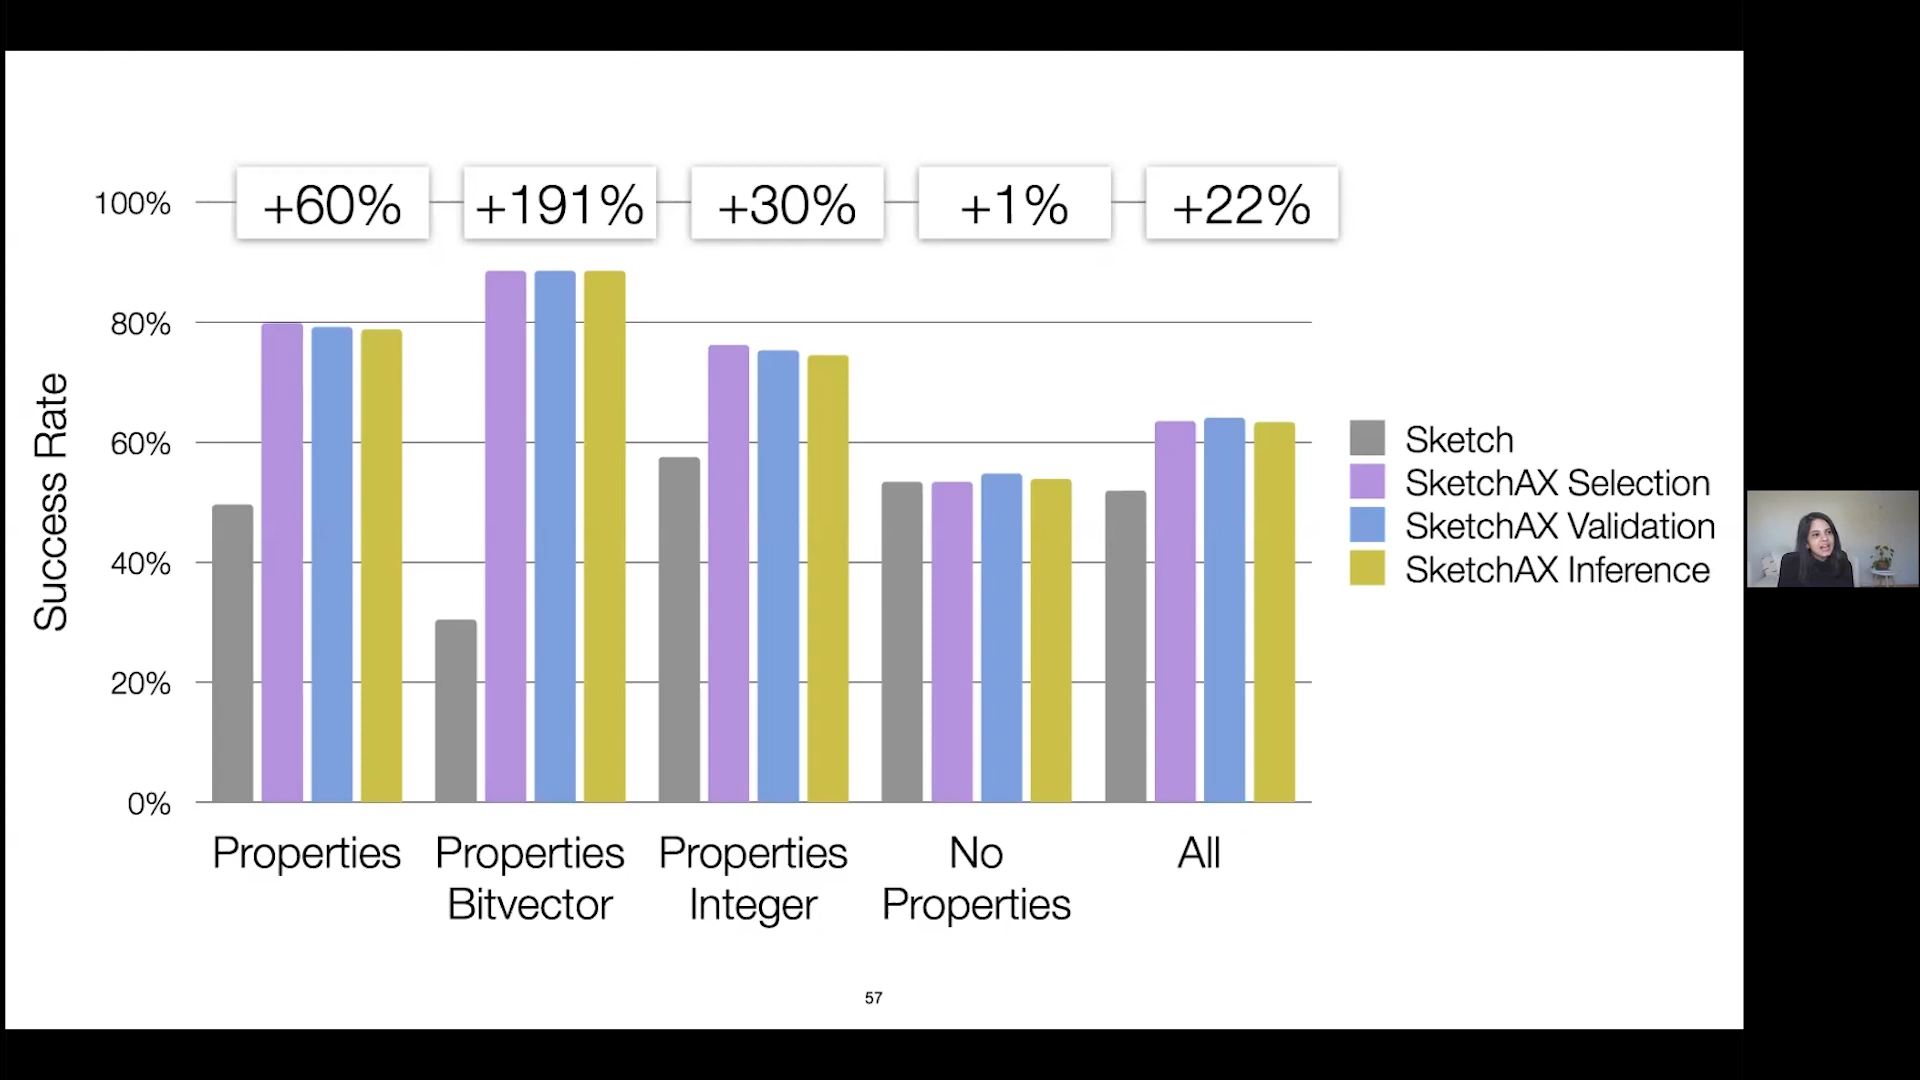 +60%
+191%
+30%
+1%
+22%
100%
80%
60%
40%
20%
0%
Success Rate
Sketch
SketchAX Selection
SketchAX Validation
SketchAX Inference
Properties
Properties
Bitvector
Properties
Integer
No
Properties
All
57